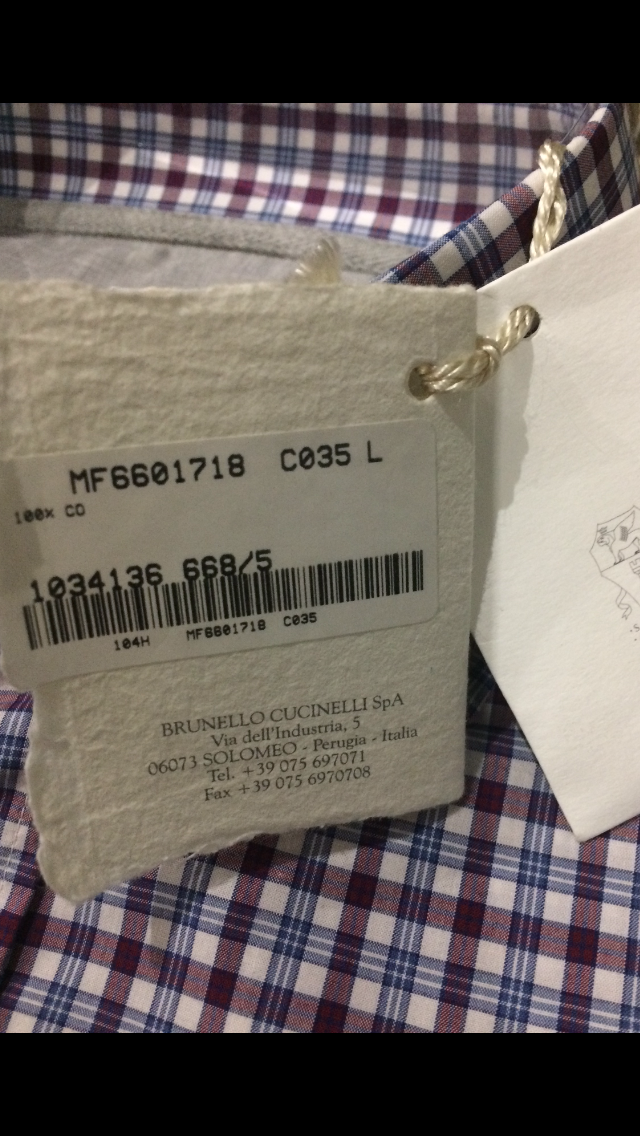 MF6601718 C035 L
100% CO
1034136 668/5
104H MF6601718 C035
BRUNELLO CUCINELLI SpA
Via dell'Industria, 5
06073 SOLOMEO - Perugia - Italia
Tel. +39 075 697071
Fax +39 075 6970708